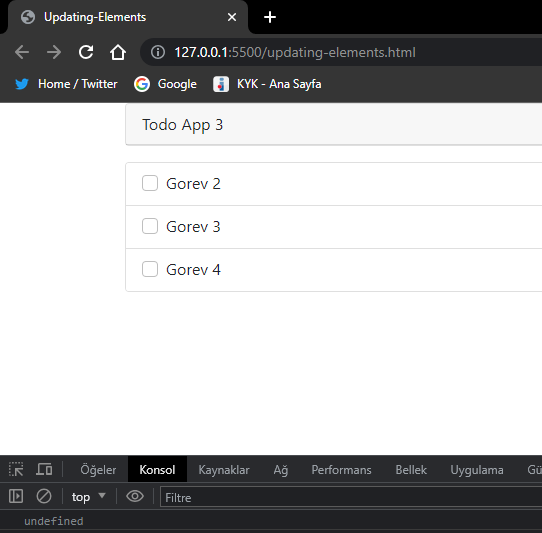 Updating-Elements
127.0.0.1:5500/updating-elements.html
Home / Twitter Google KYK - Ana Sayfa
Todo App 3
Gorev 2
Gorev 3
Gorev 4
Öğeler Konsol Kaynaklar Ağ Performans Bellek Uygulama Gü
top Filtre
undefined